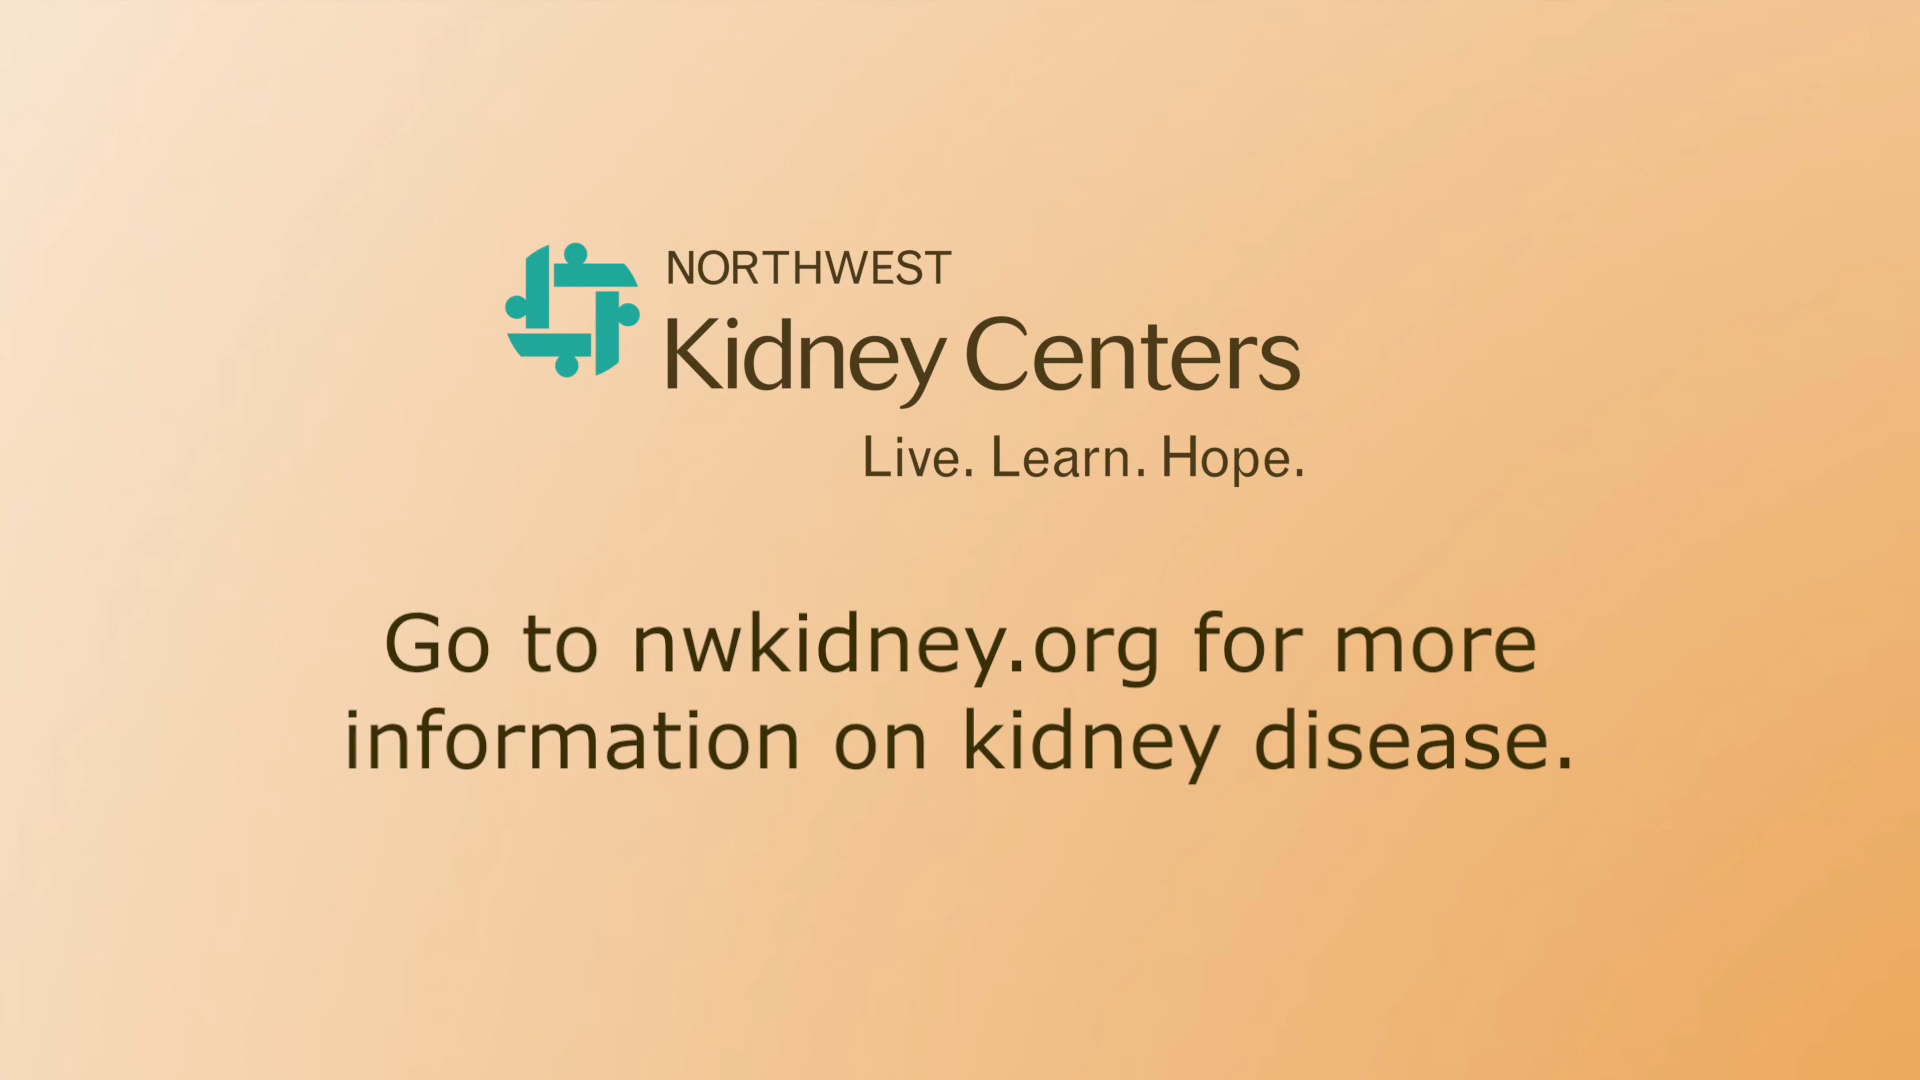 NORTHWEST
Kidney Centers
Live. Learn. Hope.
Go to nwkidney.org for more
information on kidney disease.